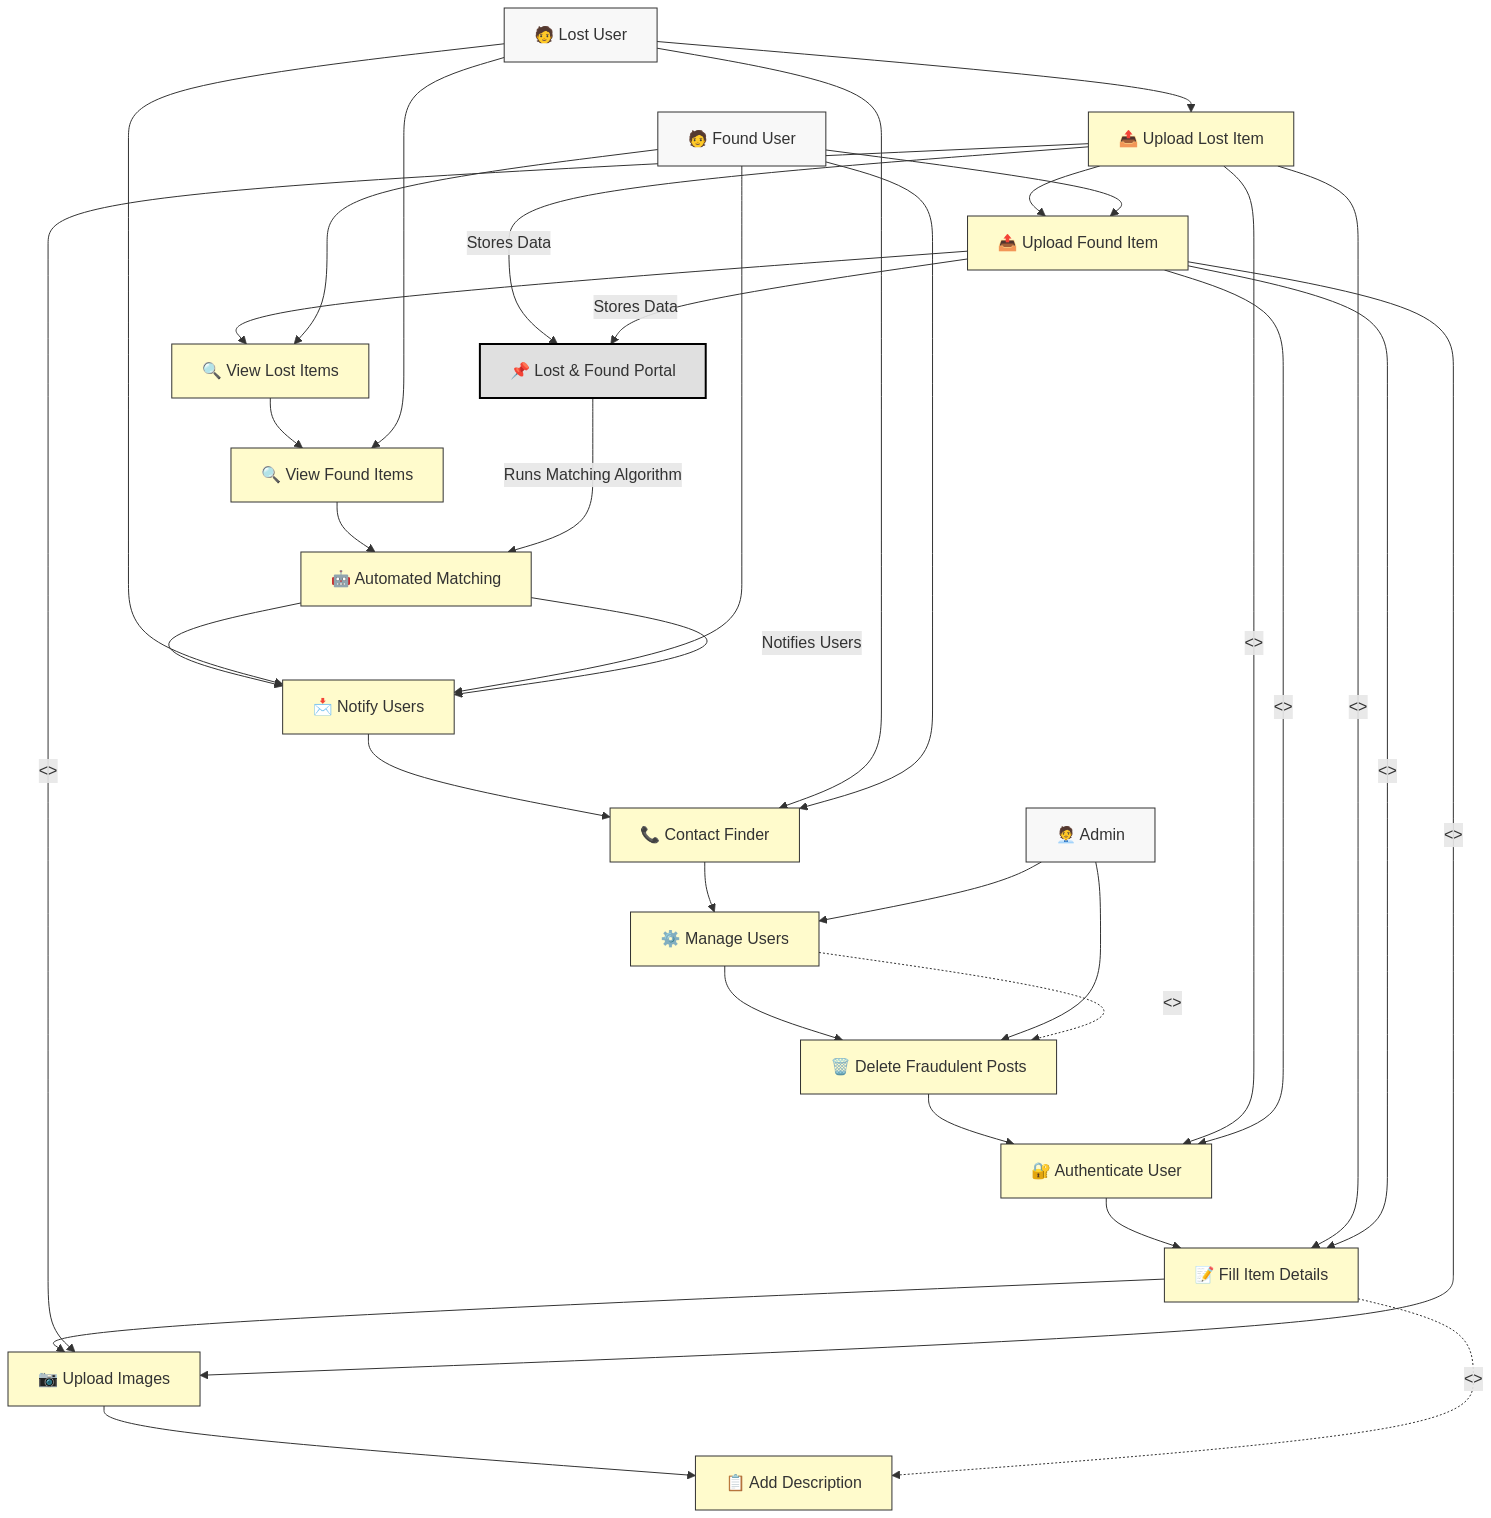 🧑 Lost User
🧑 Found User
📤 Upload Lost Item
📤 Upload Found Item
Stores Data
Stores Data
🔍 View Lost Items
📌 Lost & Found Portal
🔍 View Found Items
Runs Matching Algorithm
🤖 Automated Matching
Notifies Users
<>
📩 Notify Users
<>
<>
<>
<>
📞 Contact Finder
🧑‍💼 Admin
<>
⚙️ Manage Users
<>
🗑️ Delete Fraudulent Posts
🔐 Authenticate User
📝 Fill Item Details
📷 Upload Images
<>
📋 Add Description